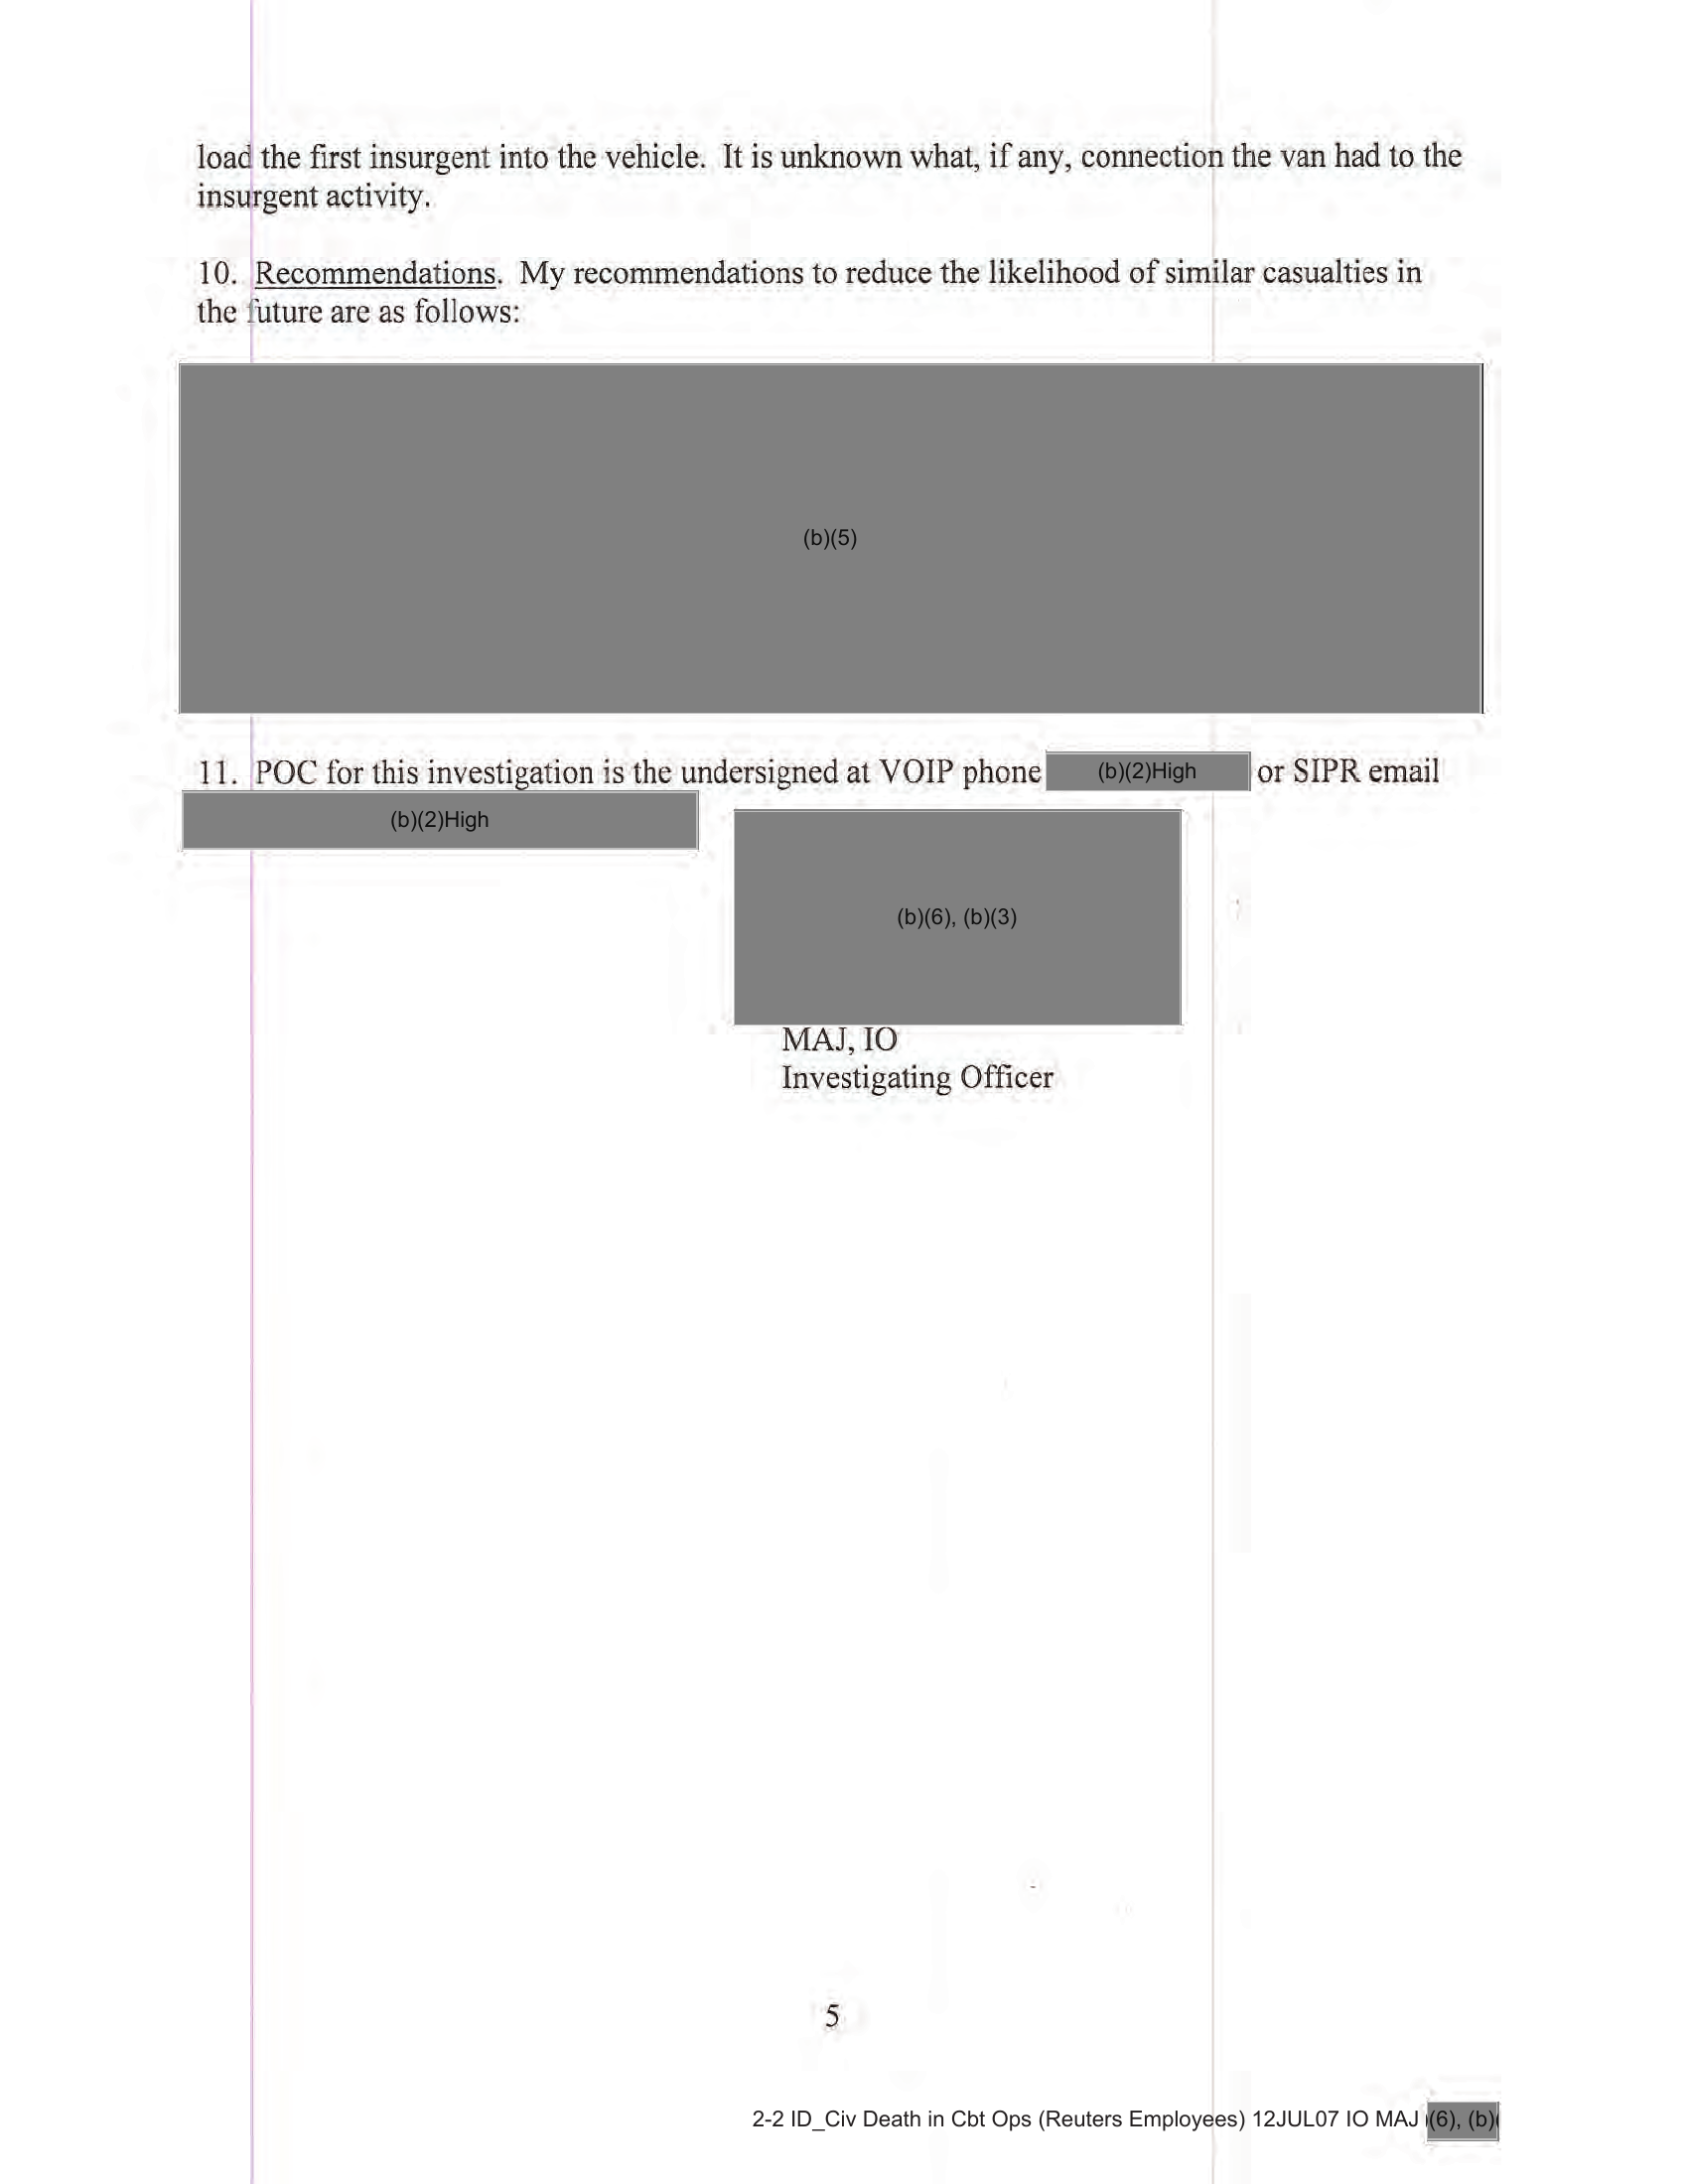 load the first insurgent into the vehicle. It is unknown what, if any, connection the van had to the
insurgent activity.
10. Recommendations. My recommendations to reduce the likelihood of similar casualties in
the future are as follows:
(b)(5)
11. POC for this investigation is the undersigned at VOIP phone (b)(2)High or SIPR email
(b)(2)High
(b)(6), (b)(3)
MAJ, IO
Investigating Officer
5
2-2 ID_Civ Death in Cbt Ops (Reuters Employees) 12JUL07 IO MAJ (6), (b)(